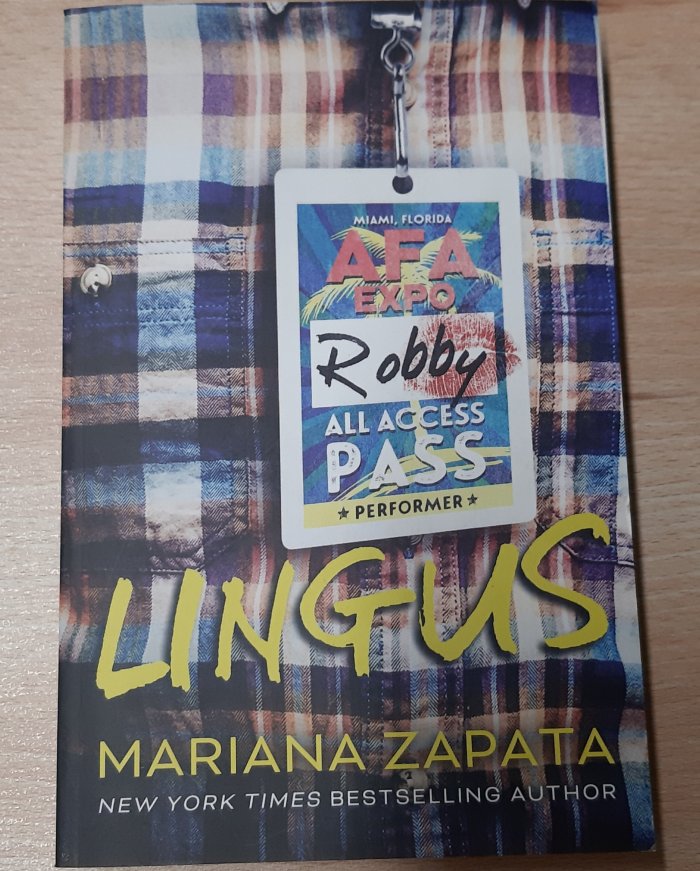 MIAMI, FLORIDA
AFA
EXPO
Robby
ALL ACCESS
PASS
★ PERFORMER ★
LINGUS
MARIANA ZAPATA
NEW YORK TIMES BESTSELLING AUTHOR